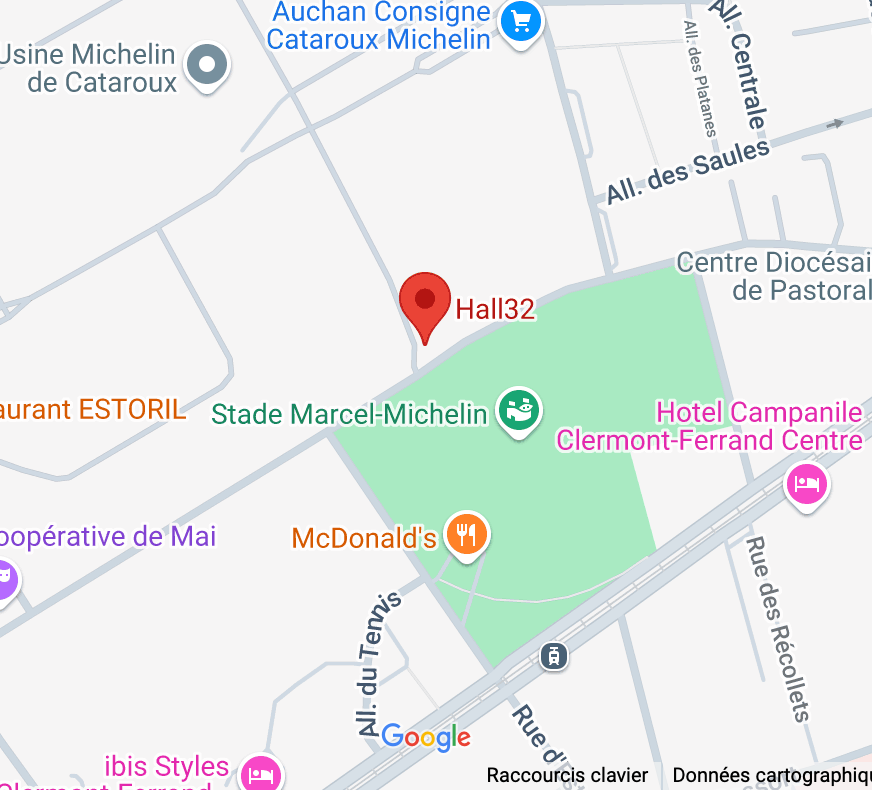 Auchan Consigne
Cataroux Michelin
Usine Michelin
de Cataroux
All. Centrale
All. des Platanes
All. des Saules
Centre Diocésai
de Pastoral
Hall32
aurant ESTORIL
Stade Marcel-Michelin
Hotel Campanile
Clermont-Ferrand Centre
oopérative de Mai
McDonald's
Rue des Récollets
All. du Tennis
Google
Rue d'
ibis Styles
Clermont-Ferrand
Raccourcis clavier
Données cartographiqu